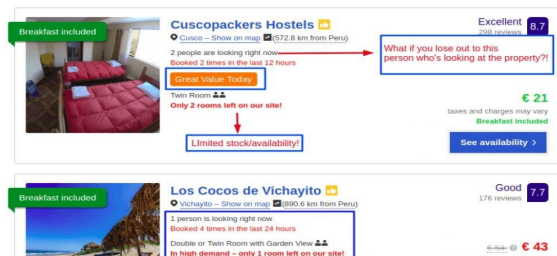 Breakfast included
Cuscopackers Hostels
Cusco – Show on map (572.8 km from Peru)
2 people are looking right now
Booked 2 times in the last 12 hours
Great Value Today
Twin Room
Only 2 rooms left on our site!
LImited stock/availability!
Excellent
298 reviews
8.7
What if you lose out to this
person who's looking at the property?!
€ 21
taxes and charges may vary
Breakfast included
See availability
Breakfast included
Los Cocos de Vichayito
Vichayito – Show on map (890.6 km from Peru)
1 person is looking right now
Booked 4 times in the last 24 hours
Double or Twin Room with Garden View
In high demand – only 1 room left on our site!
Good
176 reviews
7.7
€ 54 € 43